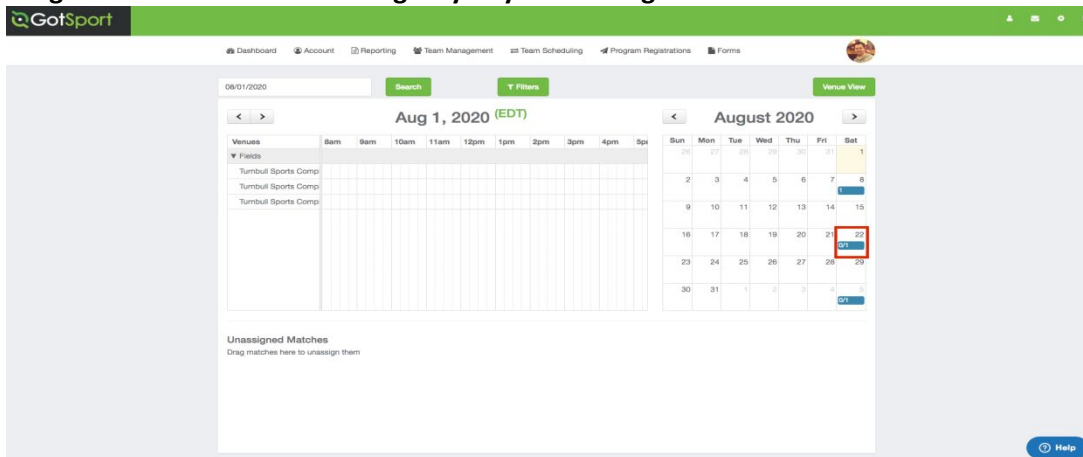 GotSport
Dashboard Account Reporting Team Management Team Scheduling Program Registrations Forms
08/01/2020 Search Filters Venue View
Aug 1, 2020 (EDT)
Venues 8am 9am 10am 11am 12pm 1pm 2pm 3pm 4pm
Fields
Turnbull Sports Comp
Turnbull Sports Comp
Turnbull Sports Comp
August 2020
Sun Mon Tue Wed Thu Fri Sat
26 27 28 29 30 31 1
2 3 4 5 6 7 8
1
9 10 11 12 13 14 15
16 17 18 19 20 21 22
0/1
23 24 25 26 27 28 29
30 31 1 2 3 4 5
0/1
Unassigned Matches
Drag matches here to unassign them
Help